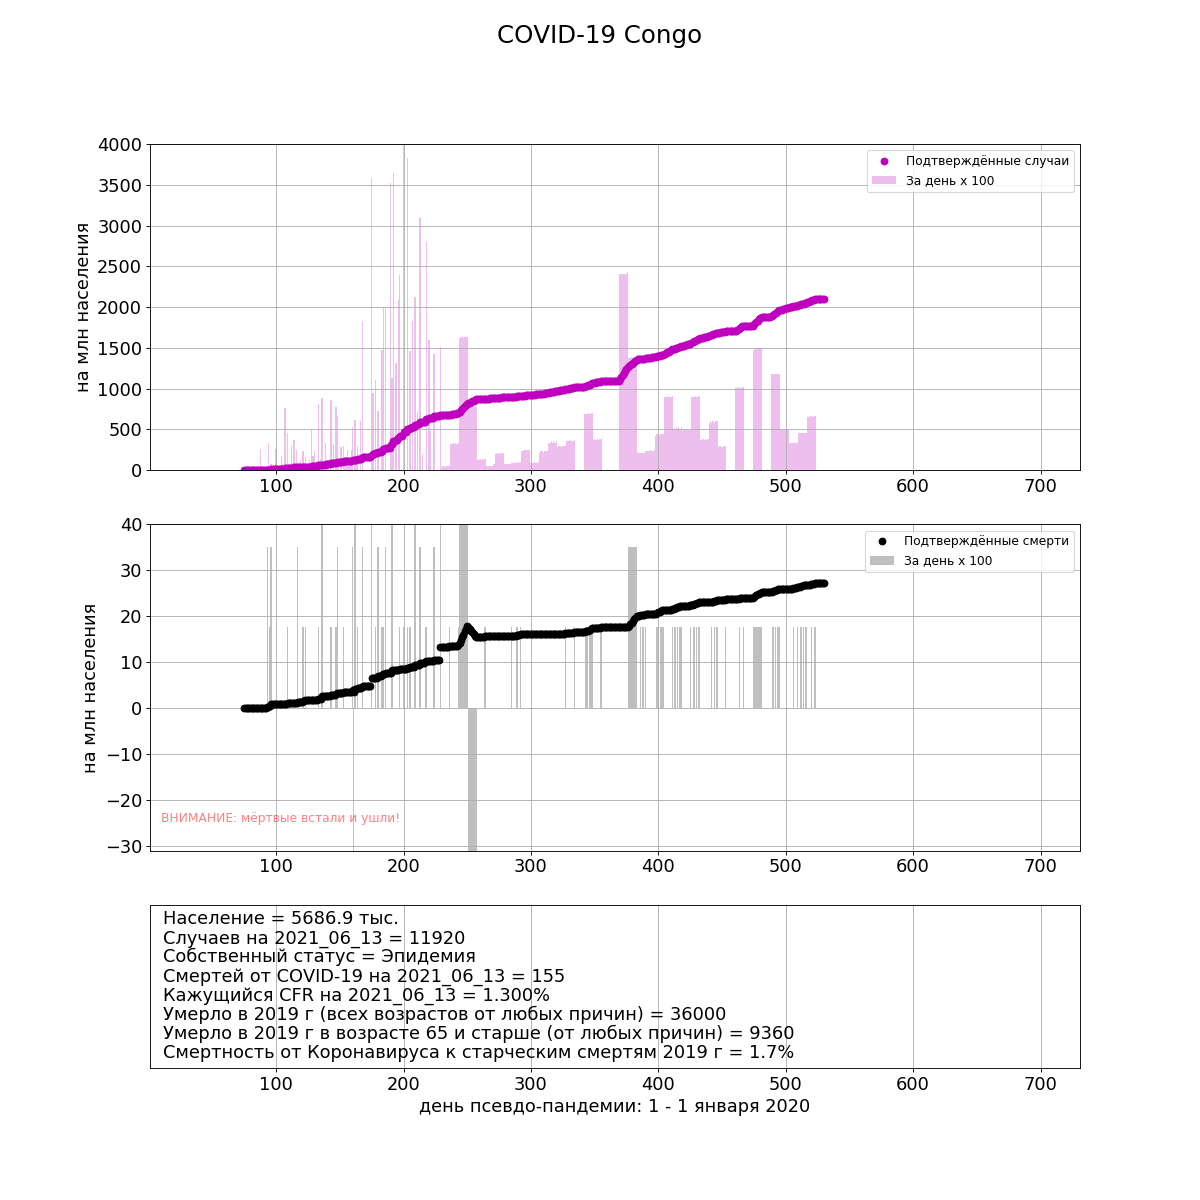 COVID-19 Congo
4000
3500
3000
2500
2000
1500
1000
500
0
на млн населения
Подтверждённые случаи
За день x 100
100 200 300 400 500 600 700
40
30
20
10
0
−10
−20
−30
на млн населения
Подтверждённые смерти
За день x 100
ВНИМАНИЕ: мёртвые встали и ушли!
100 200 300 400 500 600 700
Население = 5686.9 тыс.
Случаев на 2021_06_13 = 11920
Собственный статус = Эпидемия
Смертей от COVID-19 на 2021_06_13 = 155
Кажущийся CFR на 2021_06_13 = 1.300%
Умерло в 2019 г (всех возрастов от любых причин) = 36000
Умерло в 2019 г в возрасте 65 и старше (от любых причин) = 9360
Смертность от Коронавируса к старческим смертям 2019 г = 1.7%
100 200 300 400 500 600 700
день псевдо-пандемии: 1 - 1 января 2020